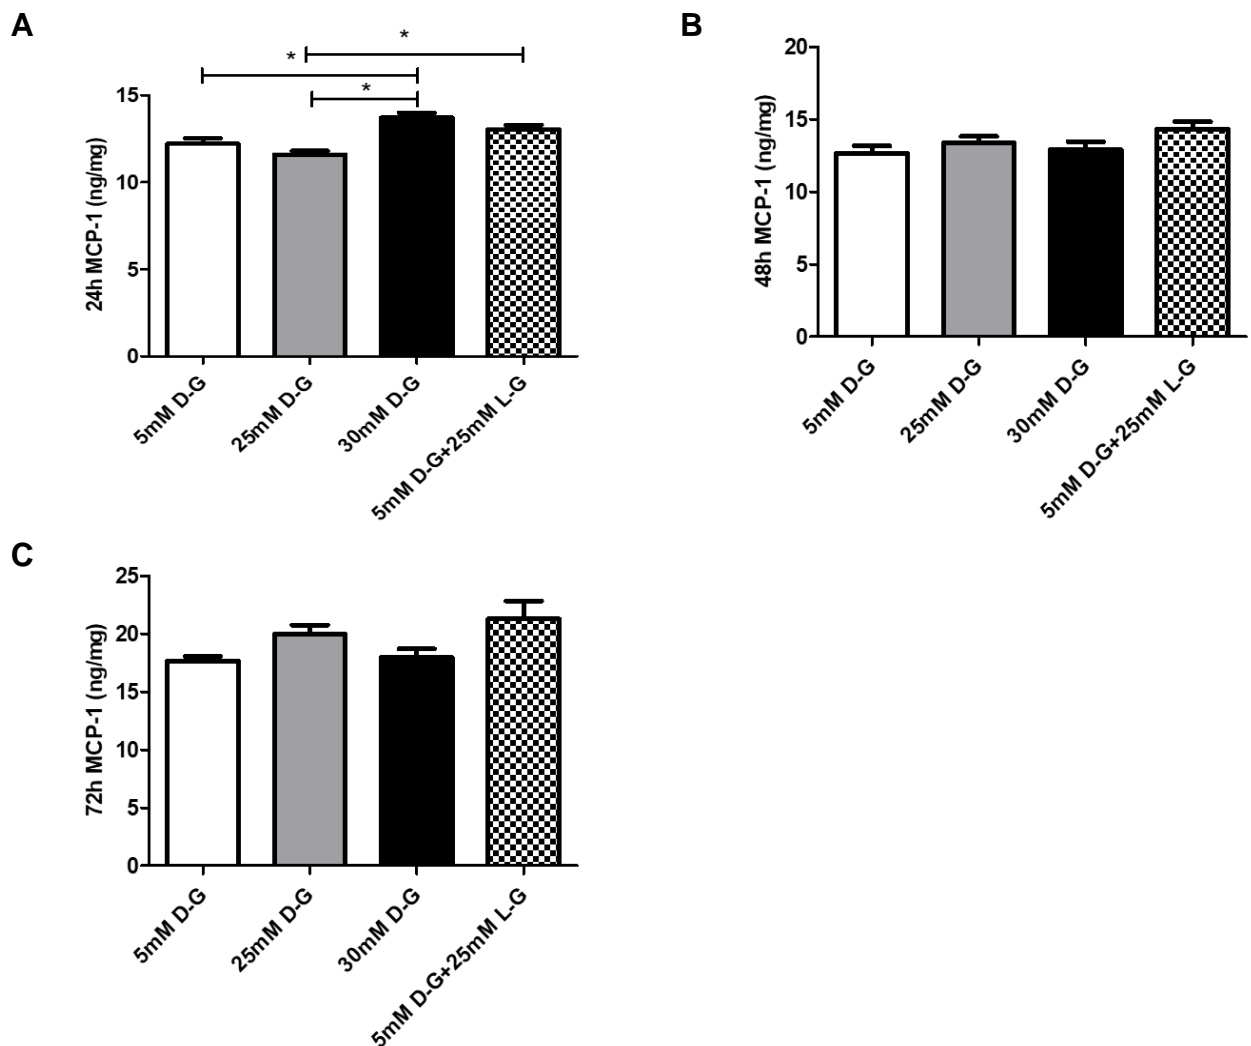 A
*
*
*
24h MCP-1 (ng/mg)
15
10
5
0
5mM D-G
25mM D-G
30mM D-G
5mM D-G+25mM L-G
B
48h MCP-1 (ng/mg)
20
15
10
5
0
5mM D-G
25mM D-G
30mM D-G
5mM D-G+25mM L-G
C
72h MCP-1 (ng/mg)
25
20
15
10
5
0
5mM D-G
25mM D-G
30mM D-G
5mM D-G+25mM L-G